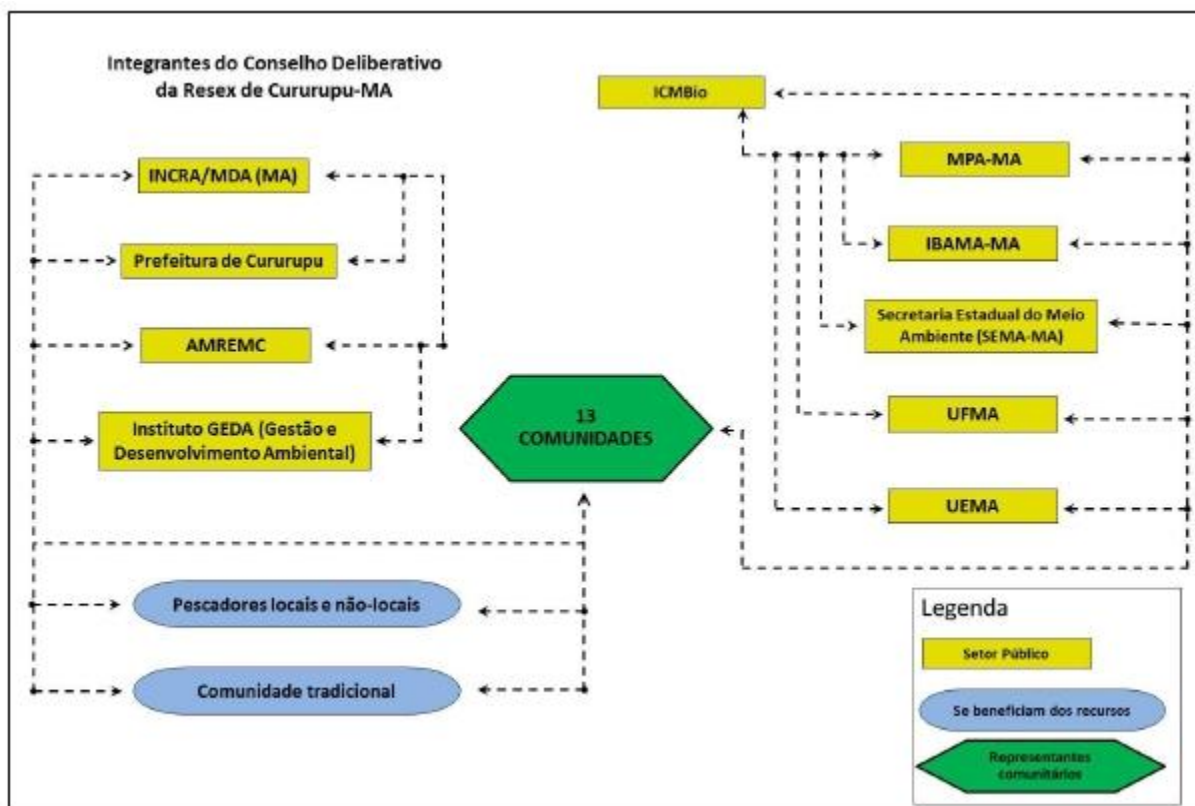 Integrantes do Conselho Deliberativo
da Resex de Cururupu-MA
INCRA/MDA (MA)
Prefeitura de Cururupu
AMREMC
Instituto GEDA (Gestão e
Desenvolvimento Ambiental)
13
COMUNIDADES
Pescadores locais e não-locais
Comunidade tradicional
ICMBio
MPA-MA
IBAMA-MA
Secretaria Estadual do Meio
Ambiente (SEMA-MA)
UFMA
UEMA
Legenda
Setor Público
Se beneficiam dos recursos
Representantes
comunitários